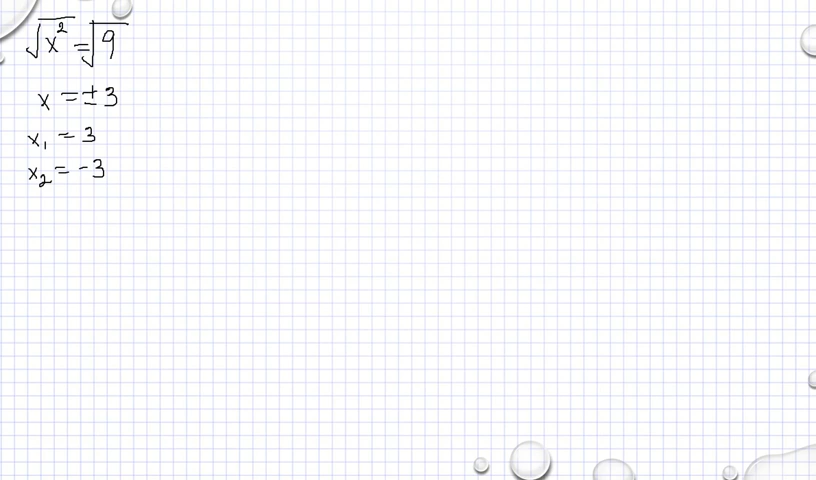 √x² = √9
x = ±3
x₁ = 3
x₂ = -3